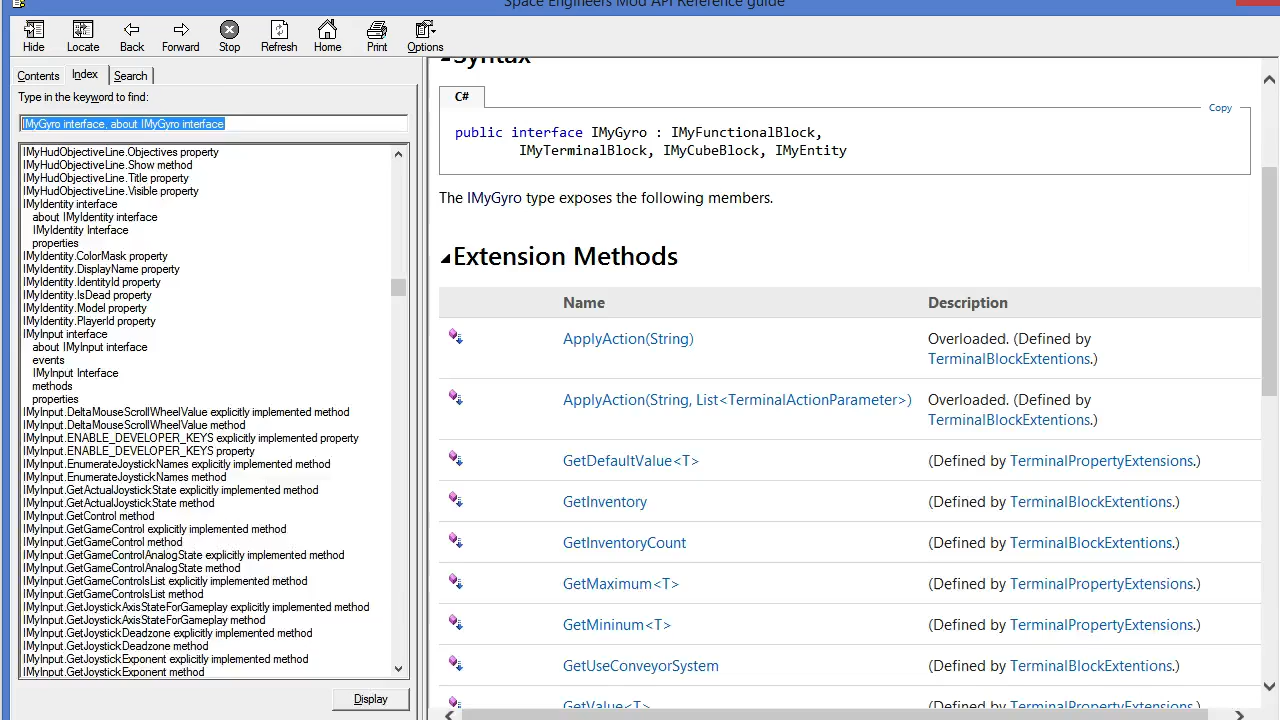 Space Engineers Mod API Reference guide
Hide Locate Back Forward Stop Refresh Home Print Options
Contents Index Search
Type in the keyword to find:
IMyGyro interface, about IMyGyro interface
IMyHudObjectiveLine.Objectives property
IMyHudObjectiveLine.Show method
IMyHudObjectiveLine.Title property
IMyHudObjectiveLine.Visible property
IMyIdentity interface
about IMyIdentity interface
IMyIdentity Interface
properties
IMyIdentity.ColorMask property
IMyIdentity.DisplayName property
IMyIdentity.IdentityId property
IMyIdentity.IsDead property
IMyIdentity.Model property
IMyIdentity.PlayerId property
IMyInput interface
about IMyInput interface
events
IMyInput Interface
methods
properties
IMyInput.DeltaMouseScrollWheelValue explicitly implemented method
IMyInput.DeltaMouseScrollWheelValue method
IMyInput.ENABLE_DEVELOPER_KEYS explicitly implemented property
IMyInput.ENABLE_DEVELOPER_KEYS property
IMyInput.EnumerateJoystickNames explicitly implemented method
IMyInput.EnumerateJoystickNames method
IMyInput.GetActualJoystickState explicitly implemented method
IMyInput.GetActualJoystickState method
IMyInput.GetControl method
IMyInput.GetGameControl explicitly implemented method
IMyInput.GetGameControl method
IMyInput.GetGameControlAnalogState explicitly implemented method
IMyInput.GetGameControlAnalogState method
IMyInput.GetGameControlsList explicitly implemented method
IMyInput.GetGameControlsList method
IMyInput.GetJoystickAxisStateForGameplay explicitly implemented method
IMyInput.GetJoystickAxisStateForGameplay method
IMyInput.GetJoystickDeadzone explicitly implemented method
IMyInput.GetJoystickDeadzone method
IMyInput.GetJoystickExponent explicitly implemented method
IMyInput.GetJoystickExponent method
Display
Syntax
C#
Copy
public interface IMyGyro : IMyFunctionalBlock,
IMyTerminalBlock, IMyCubeBlock, IMyEntity
The IMyGyro type exposes the following members.
Extension Methods
Name Description
ApplyAction(String) Overloaded. (Defined by
TerminalBlockExtentions.)
ApplyAction(String, List<TerminalActionParameter>) Overloaded. (Defined by
TerminalBlockExtentions.)
GetDefaultValue<T> (Defined by TerminalPropertyExtensions.)
GetInventory (Defined by TerminalBlockExtentions.)
GetInventoryCount (Defined by TerminalBlockExtentions.)
GetMaximum<T> (Defined by TerminalPropertyExtensions.)
GetMininum<T> (Defined by TerminalPropertyExtensions.)
GetUseConveyorSystem (Defined by TerminalBlockExtentions.)
GetValue<T> (Defined by TerminalPropertyExtensions.)